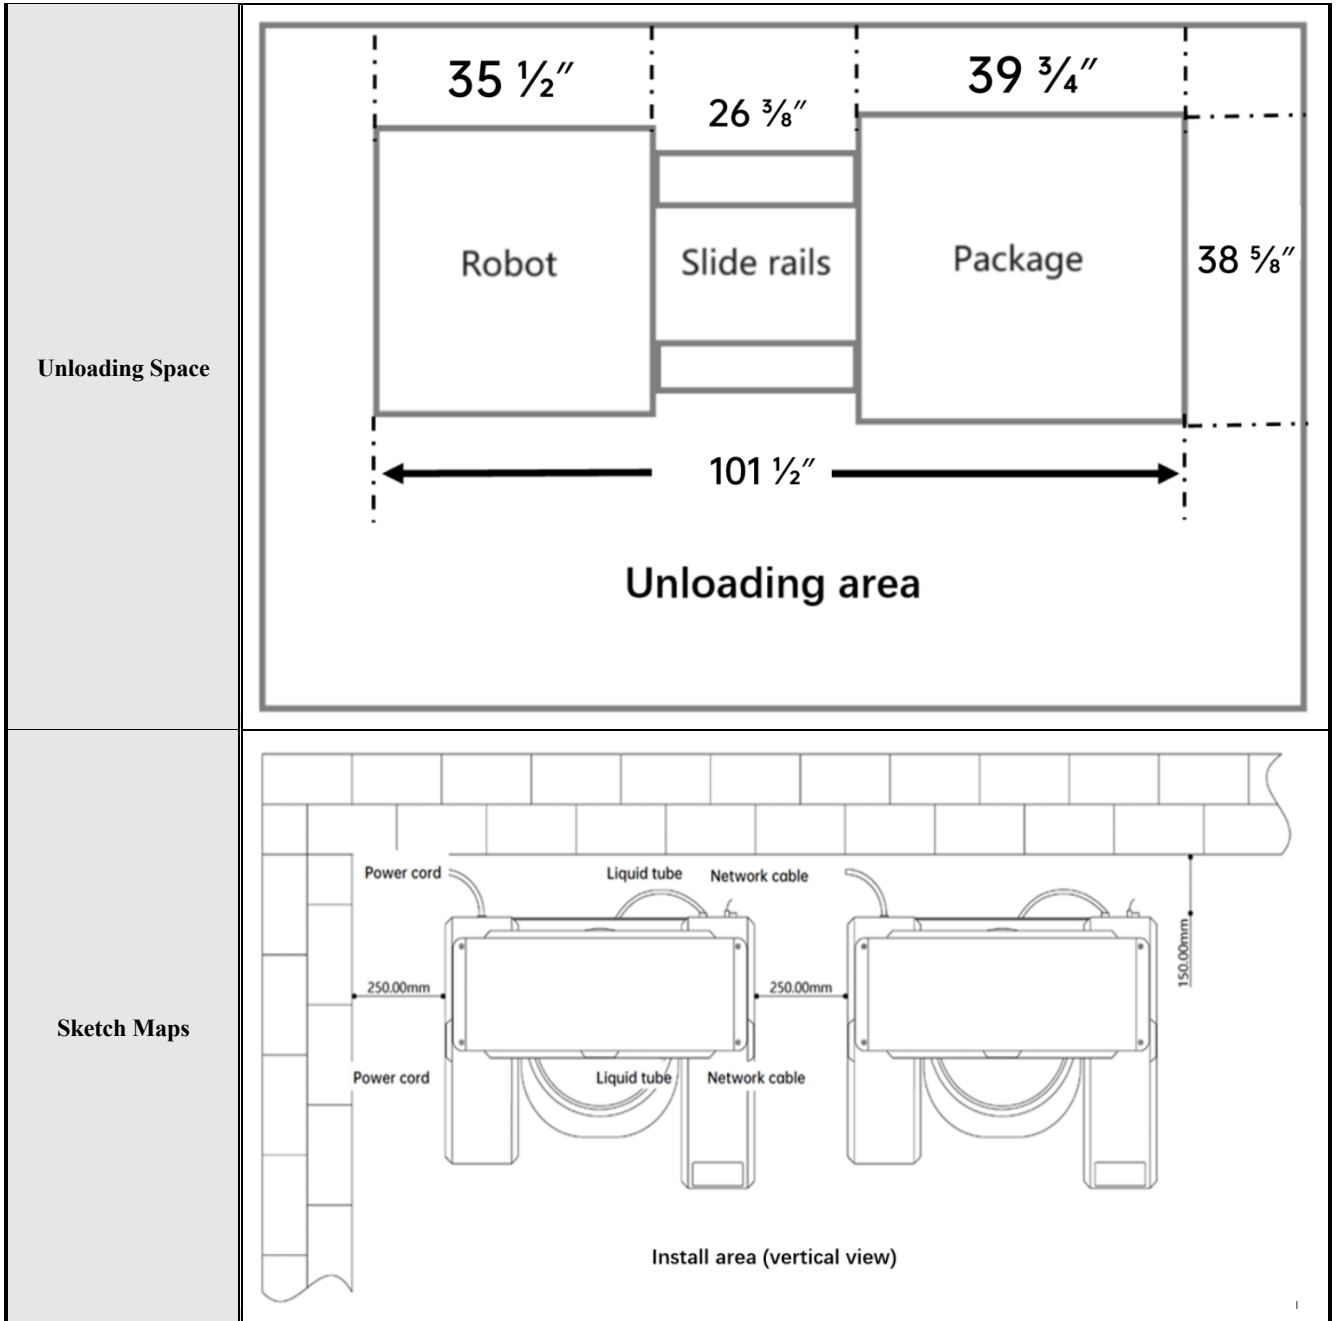 Unloading Space
35 ½″
26 ⅜″
39 ¾″
Robot
Slide rails
Package
38 ⅝″
101 ½″
Unloading area
Sketch Maps
Power cord
Liquid tube
Network cable
250.00mm
250.00mm
150.00mm
Power cord
Liquid tube
Network cable
Install area (vertical view)